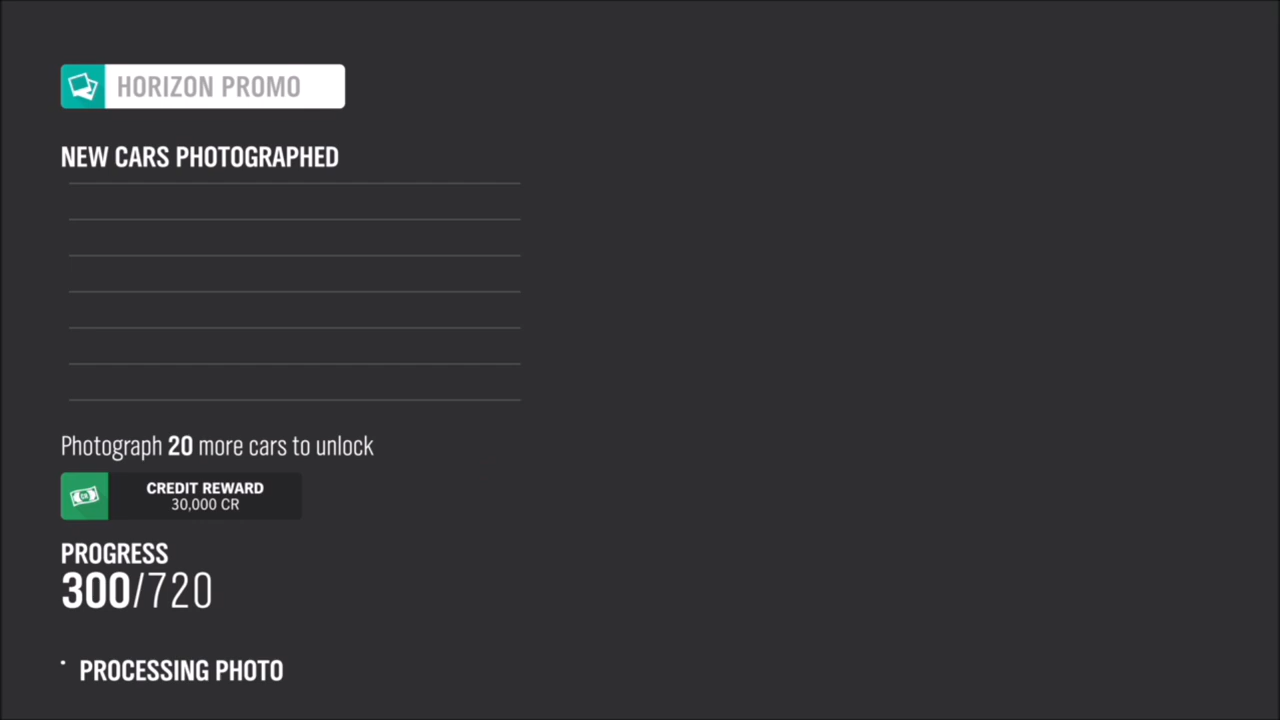 HORIZON PROMO
NEW CARS PHOTOGRAPHED
Photograph 20 more cars to unlock
CREDIT REWARD
30,000 CR
PROGRESS
300/720
PROCESSING PHOTO